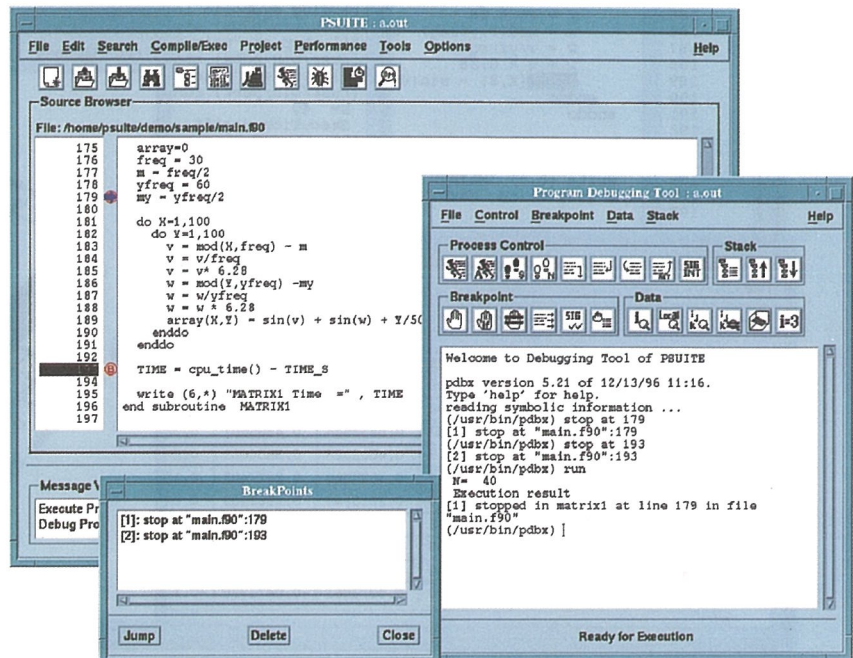 PSUITE : a.out
File Edit Search Compile/Exec Project Performance Tools Options Help
Source Browser
File: /home/psuite/demo/sample/main.f90
175 array=0
176 freq = 30
177 m = freq/2
178 yfreq = 60
179 my = yfreq/2
180
181 do X=1,100
182 do Y=1,100
183 v = mod(X,freq) - m
184 v = v/freq
185 v = v* 6.28
186 w = mod(Y,yfreq) -my
187 w = w/yfreq
188 w = w * 6.28
189 array(X,Y) = sin(v) + sin(w) + Y/50
190 enddo
191 enddo
192
B TIME = cpu_time() - TIME_S
194
195 write (6,*) "MATRIX1 Time =" , TIME
196 end subroutine MATRIX1
197
Message
Execute Pr
Debug Pro
BreakPoints
[1]: stop at "main.f90":179
[2]: stop at "main.f90":193
Jump Delete Close
Program Debugging Tool : a.out
File Control Breakpoint Data Stack Help
Process Control Stack
SIG INT
Breakpoint Data
SIG Local i=3
Welcome to Debugging Tool of PSUITE
pdbx version 5.21 of 12/13/96 11:16.
Type 'help' for help.
reading symbolic information ...
(/usr/bin/pdbx) stop at 179
[1] stop at "main.f90":179
(/usr/bin/pdbx) stop at 193
[2] stop at "main.f90":193
(/usr/bin/pdbx) run
N= 40
Execution result
[1] stopped in matrix1 at line 179 in file
"main.f90"
(/usr/bin/pdbx)
Ready for Execution